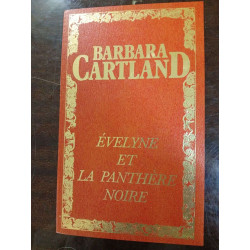 BARBARA
CARTLAND
ÉVELYNE
ET
LA PANTHÈRE
NOIRE